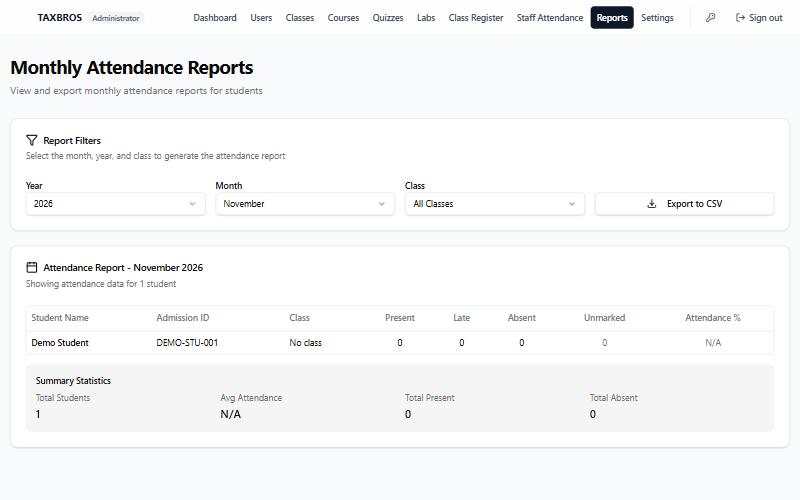 TAXBROS Administrator Dashboard Users Classes Courses Quizzes Labs Class Register Staff Attendance Reports Settings Sign out
Monthly Attendance Reports
View and export monthly attendance reports for students
Report Filters
Select the month, year, and class to generate the attendance report
Year Month Class
2026 November All Classes Export to CSV
Attendance Report - November 2026
Showing attendance data for 1 student
Student Name Admission ID Class Present Late Absent Unmarked Attendance %
Demo Student DEMO-STU-001 No class 0 0 0 0 N/A
Summary Statistics
Total Students Avg Attendance Total Present Total Absent
1 N/A 0 0